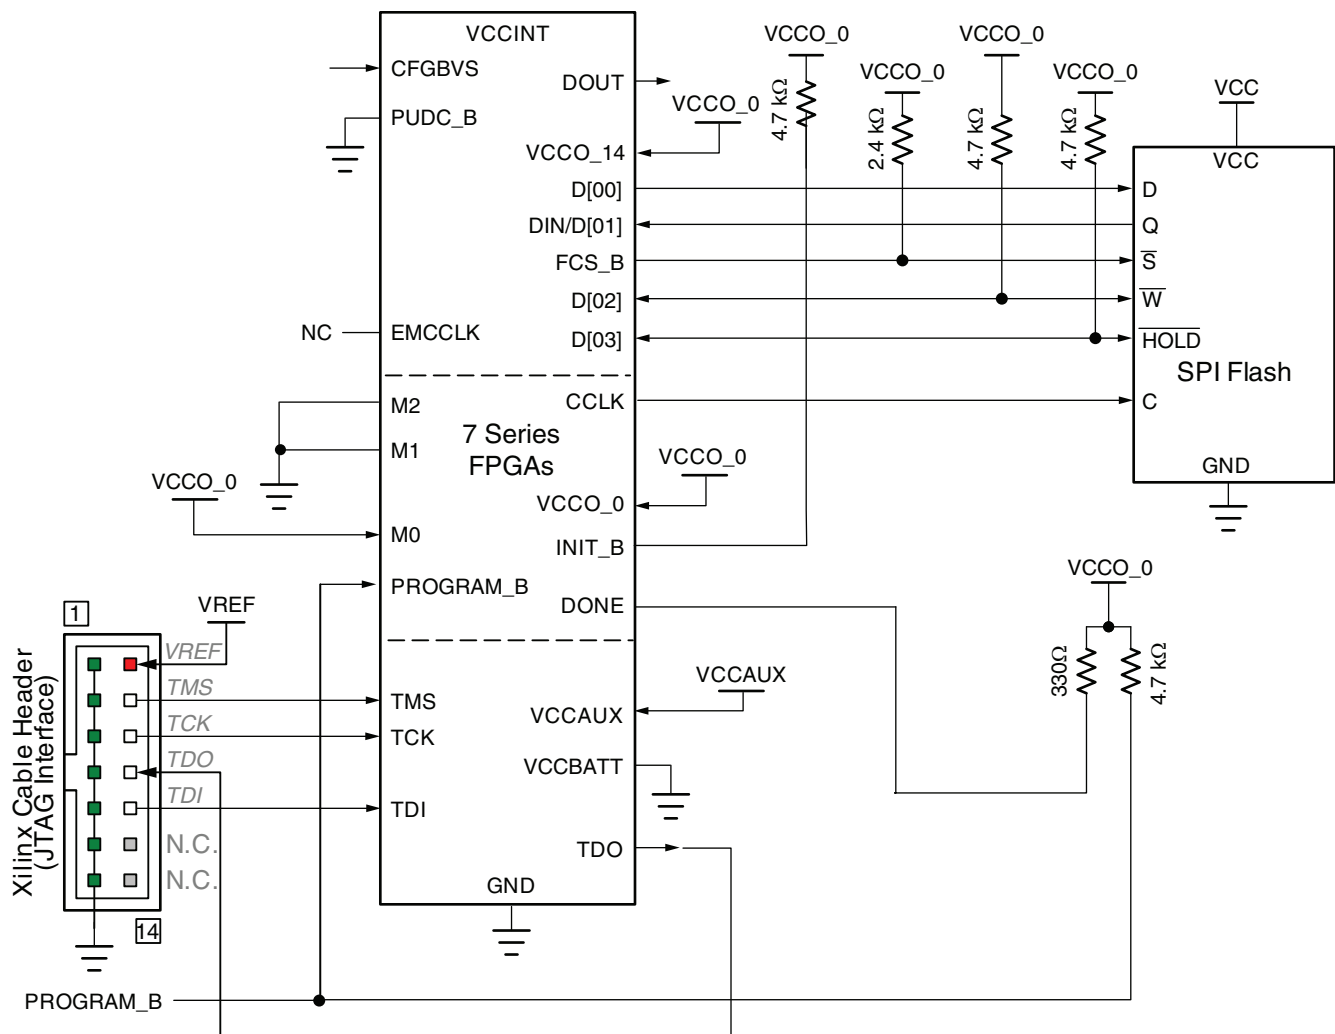 VCCINT
CFGBVS
PUDC_B
DOUT
VCCO_0
VCCO_14
D[00]
DIN/D[01]
FCS_B
D[02]
D[03]
NC
EMCCLK
M2
M1
VCCO_0
M0
PROGRAM_B
CCLK
7 Series
FPGAs
VCCO_0
VCCO_0
INIT_B
DONE
VCCO_0
4.7 kΩ
VCCO_0
2.4 kΩ
VCCO_0
4.7 kΩ
VCCO_0
4.7 kΩ
VCC
VCC
D
Q
S
W
HOLD
SPI Flash
C
GND
VCCO_0
330Ω
4.7 kΩ
1
VREF
VREF
TMS
TCK
TDO
TDI
N.C.
N.C.
14
Xilinx Cable Header
(JTAG Interface)
TMS
TCK
TDI
VCCAUX
VCCAUX
VCCBATT
TDO
GND
PROGRAM_B